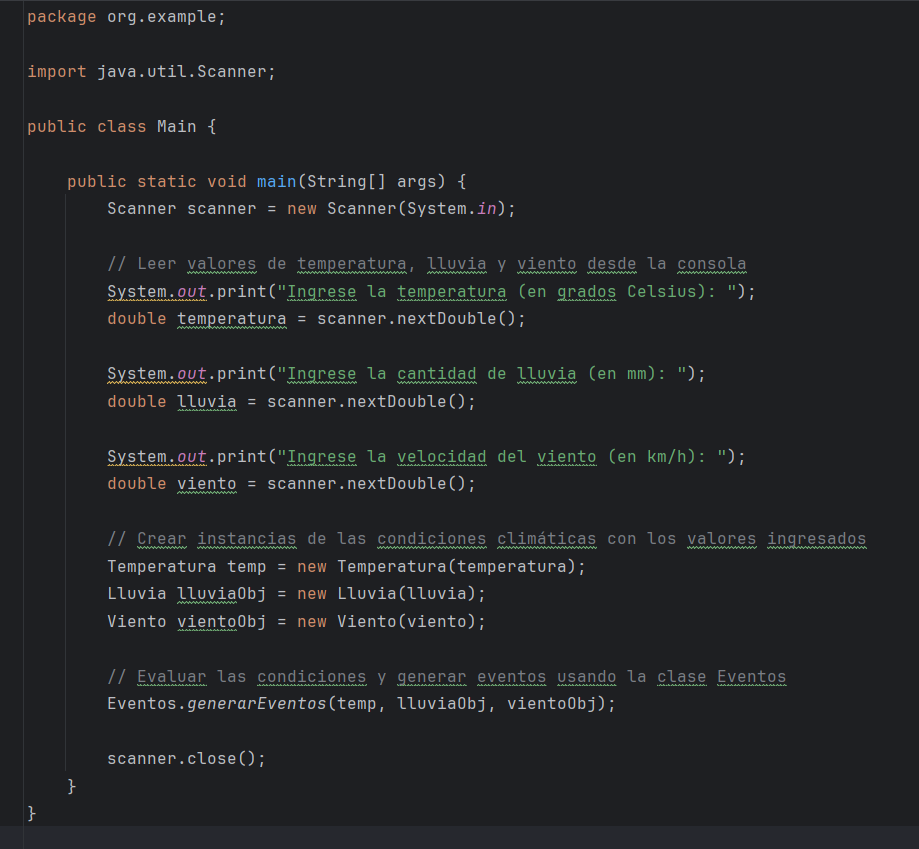 package org.example;
import java.util.Scanner;
public class Main {
public static void main(String[] args) {
Scanner scanner = new Scanner(System.in);
// Leer valores de temperatura, lluvia y viento desde la consola
System.out.print("Ingrese la temperatura (en grados Celsius): ");
double temperatura = scanner.nextDouble();
System.out.print("Ingrese la cantidad de lluvia (en mm): ");
double lluvia = scanner.nextDouble();
System.out.print("Ingrese la velocidad del viento (en km/h): ");
double viento = scanner.nextDouble();
// Crear instancias de las condiciones climáticas con los valores ingresados
Temperatura temp = new Temperatura(temperatura);
Lluvia lluviaObj = new Lluvia(lluvia);
Viento vientoObj = new Viento(viento);
// Evaluar las condiciones y generar eventos usando la clase Eventos
Eventos.generarEventos(temp, lluviaObj, vientoObj);
scanner.close();
}
}